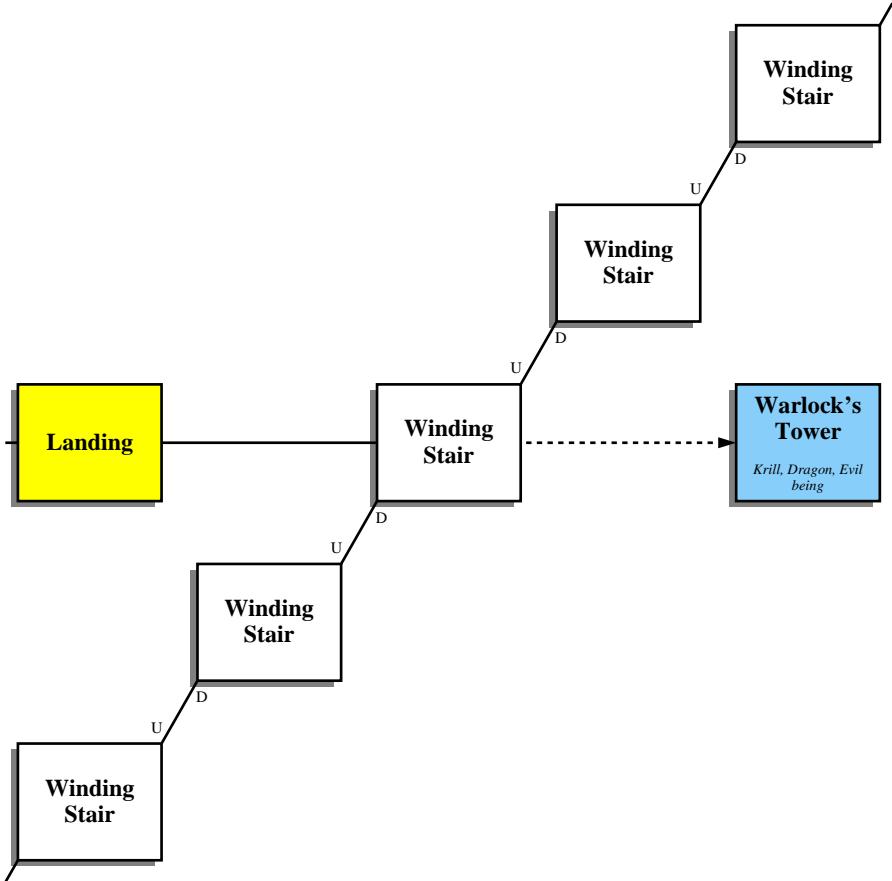 Winding
Stair
D
U
Winding
Stair
D
U
Landing
Winding
Stair
Warlock's
Tower
Krill, Dragon, Evil
being
D
U
Winding
Stair
D
U
Winding
Stair